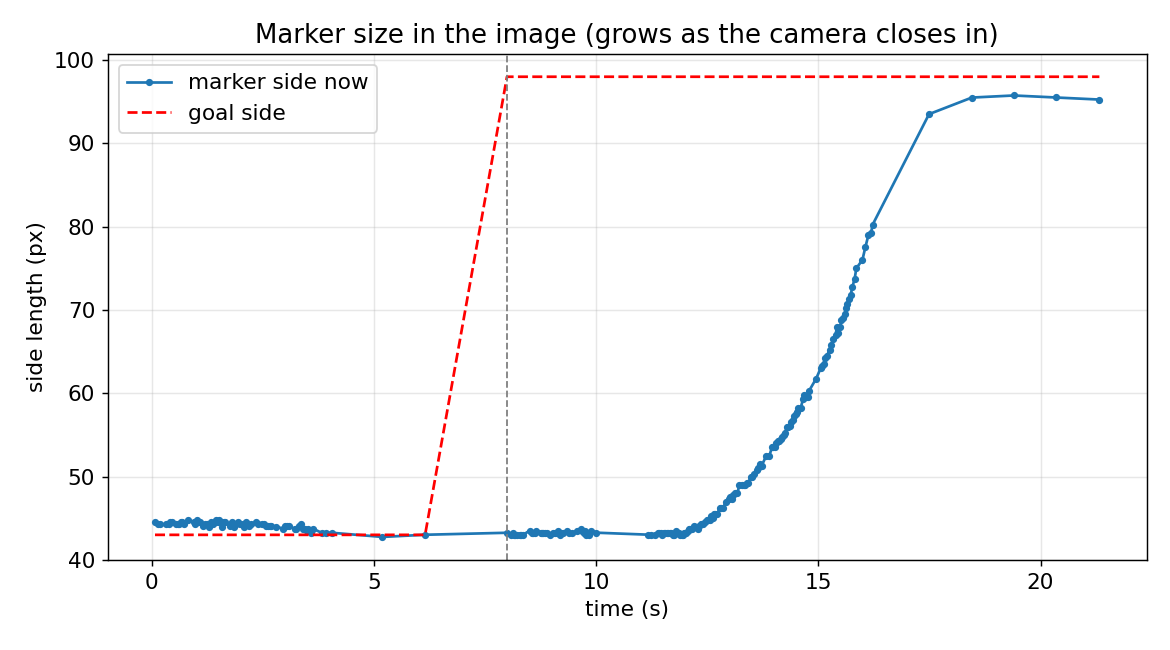 Marker size in the image (grows as the camera closes in)
marker side now
goal side
100
90
80
70
60
50
40
side length (px)
0
5
10
15
20
time (s)